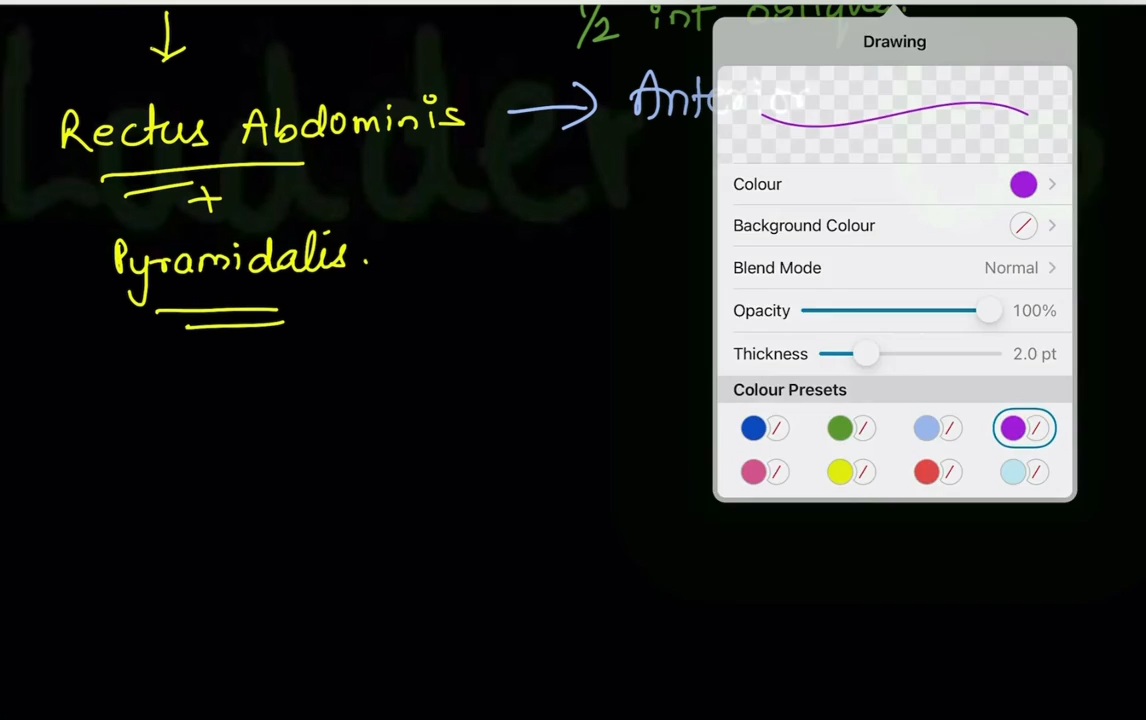 1/2 int oblique.
Drawing
Rectus Abdominis → Anterior
+
Pyramidalis.
Colour
Background Colour
Blend Mode Normal
Opacity 100%
Thickness 2.0 pt
Colour Presets